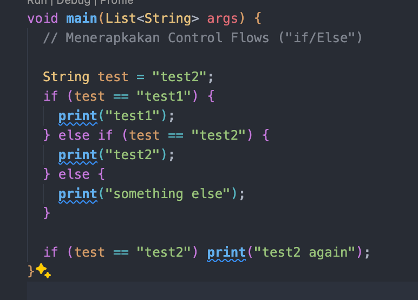 Run | Debug | Profile
void main(List<String> args) {
  // Menerapkakan Control Flows ("if/Else")

  String test = "test2";
  if (test == "test1") {
    print("test1");
  } else if (test == "test2") {
    print("test2");
  } else {
    print("something else");
  }

  if (test == "test2") print("test2 again");
}